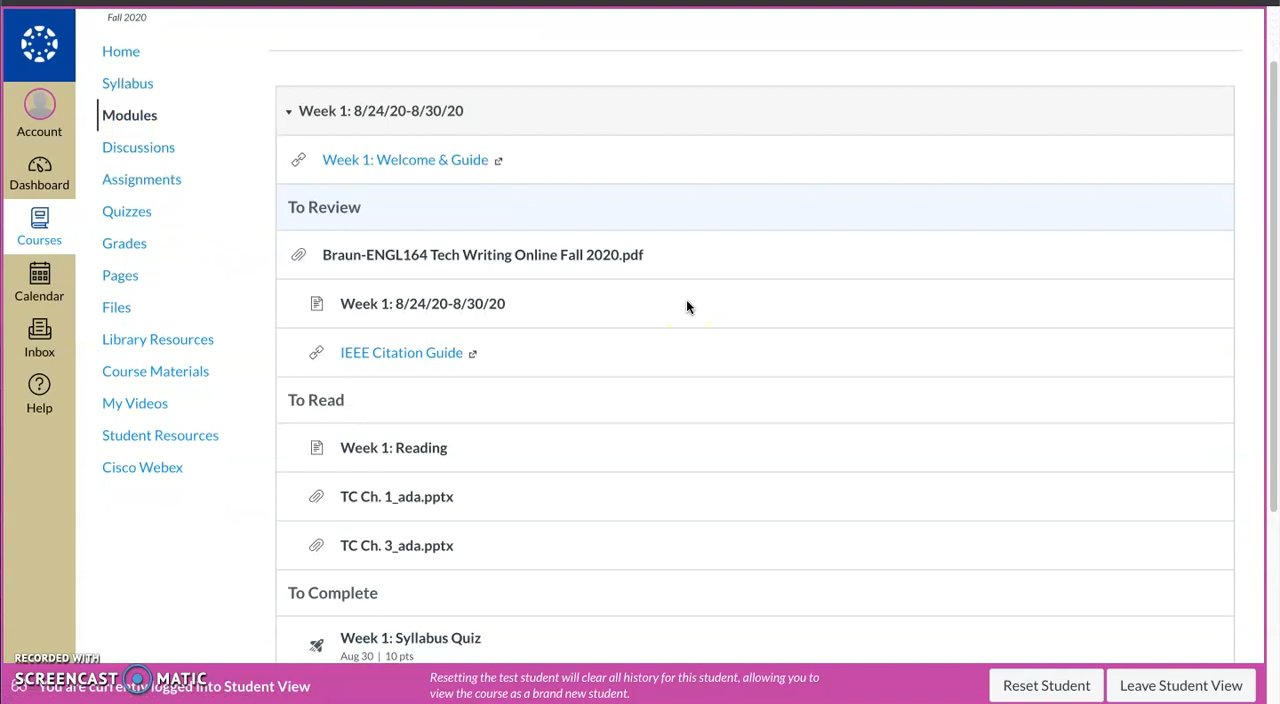 Fall 2020
Home
Syllabus
Modules
Discussions
Assignments
Quizzes
Grades
Pages
Files
Library Resources
Course Materials
My Videos
Student Resources
Cisco Webex
Account
Dashboard
Courses
Calendar
Inbox
Help
Week 1: 8/24/20-8/30/20
Week 1: Welcome & Guide
To Review
Braun-ENGL164 Tech Writing Online Fall 2020.pdf
Week 1: 8/24/20-8/30/20
IEEE Citation Guide
To Read
Week 1: Reading
TC Ch. 1_ada.pptx
TC Ch. 3_ada.pptx
To Complete
Week 1: Syllabus Quiz
Aug 30 | 10 pts
RECORDED WITH
SCREENCAST MATIC
You are currently logged into Student View
Resetting the test student will clear all history for this student, allowing you to
view the course as a brand new student.
Reset Student
Leave Student View